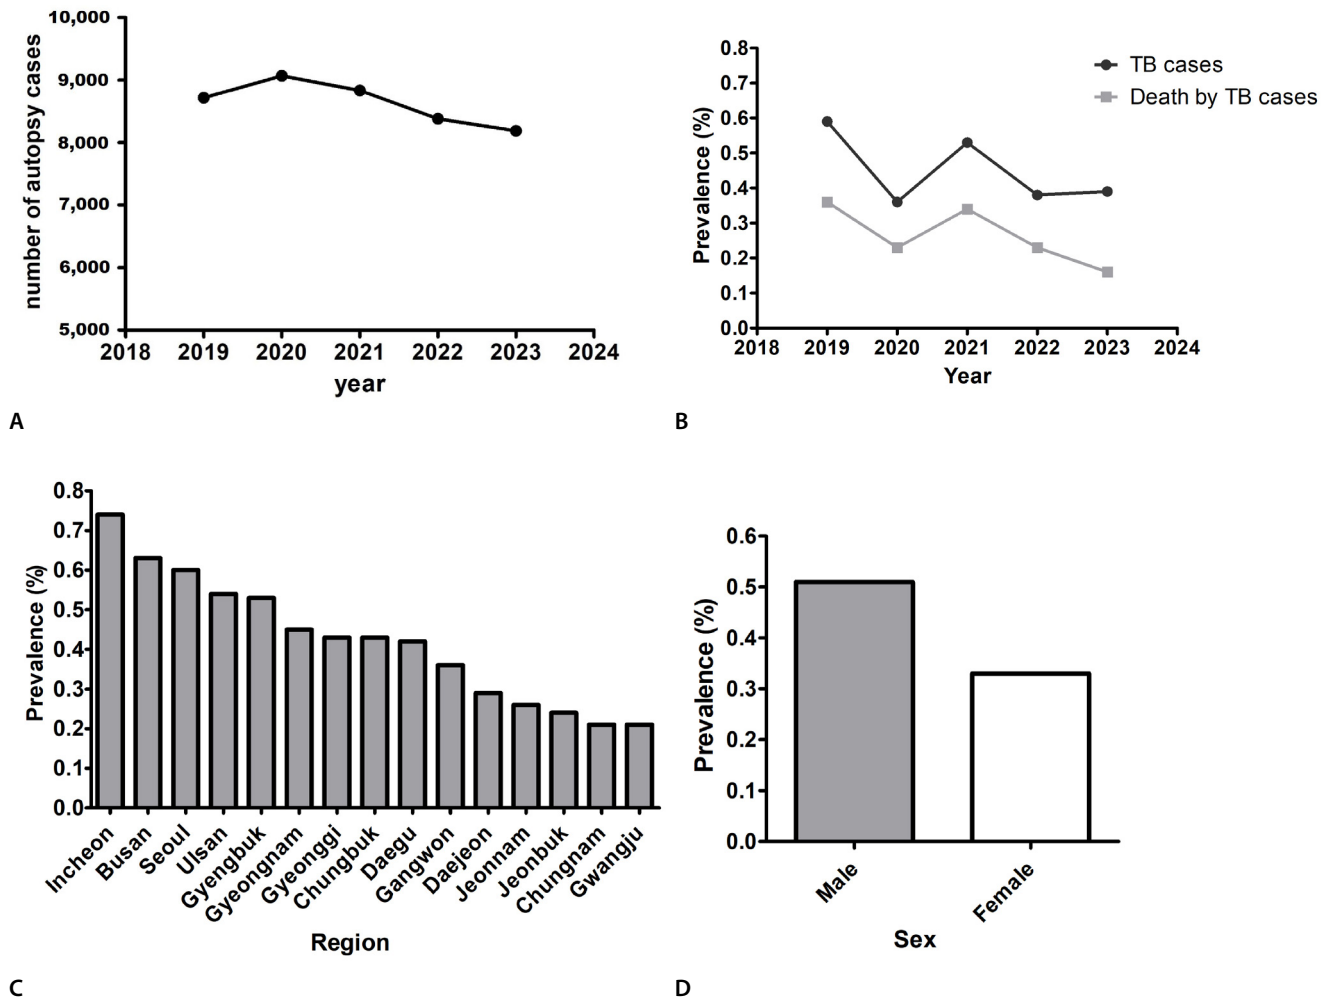 10,000
9,000
8,000
7,000
6,000
5,000
number of autopsy cases
2018 2019 2020 2021 2022 2023 2024
year
A
0.8
0.7
0.6
0.5
0.4
0.3
0.2
0.1
0.0
Prevalence (%)
TB cases
Death by TB cases
2018 2019 2020 2021 2022 2023 2024
Year
B
0.8
0.7
0.6
0.5
0.4
0.3
0.2
0.1
0.0
Prevalence (%)
Incheon
Busan
Seoul
Ulsan
Gyengbuk
Gyeongnam
Gyeonggi
Chungbuk
Daegu
Gangwon
Daejeon
Jeonnam
Jeonbuk
Chungnam
Gwangju
Region
C
0.6
0.5
0.4
0.3
0.2
0.1
0.0
Prevalence (%)
Male
Female
Sex
D